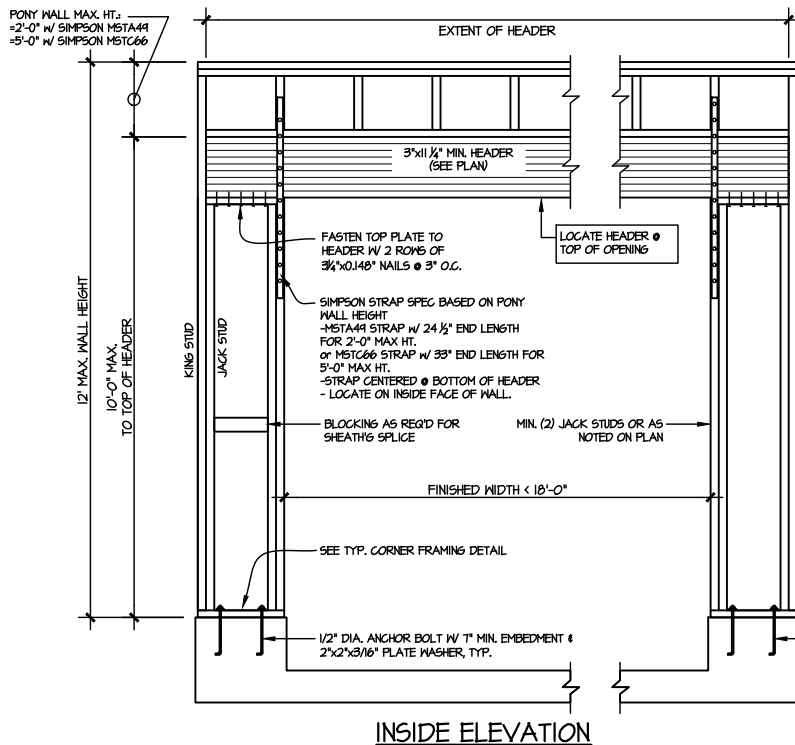 PONY WALL MAX. HT.:
=2'-0" W/ SIMPSON MSTA49
=5'-0" W/ SIMPSON MSTC66
EXTENT OF HEADER
3"x11 1/4" MIN. HEADER
(SEE PLAN)
FASTEN TOP PLATE TO
HEADER W/ 2 ROWS OF
3 1/4"x0.148" NAILS @ 3" O.C.
LOCATE HEADER @
TOP OF OPENING
SIMPSON STRAP SPEC BASED ON PONY
WALL HEIGHT
-MSTA49 STRAP W/ 24 1/2" END LENGTH
FOR 2'-0" MAX HT.
or MSTC66 STRAP W/ 33" END LENGTH FOR
5'-0" MAX HT.
-STRAP CENTERED @ BOTTOM OF HEADER
- LOCATE ON INSIDE FACE OF WALL.
12' MAX. WALL HEIGHT
10'-0" MAX.
TO TOP OF HEADER
KING STUD
JACK STUD
BLOCKING AS REQ'D FOR
SHEATH'G SPLICE
MIN. (2) JACK STUDS OR AS
NOTED ON PLAN
FINISHED WIDTH < 18'-0"
SEE TYP. CORNER FRAMING DETAIL
1/2" DIA. ANCHOR BOLT W/ 7" MIN. EMBEDMENT &
2"x2"x3/16" PLATE WASHER, TYP.
INSIDE ELEVATION